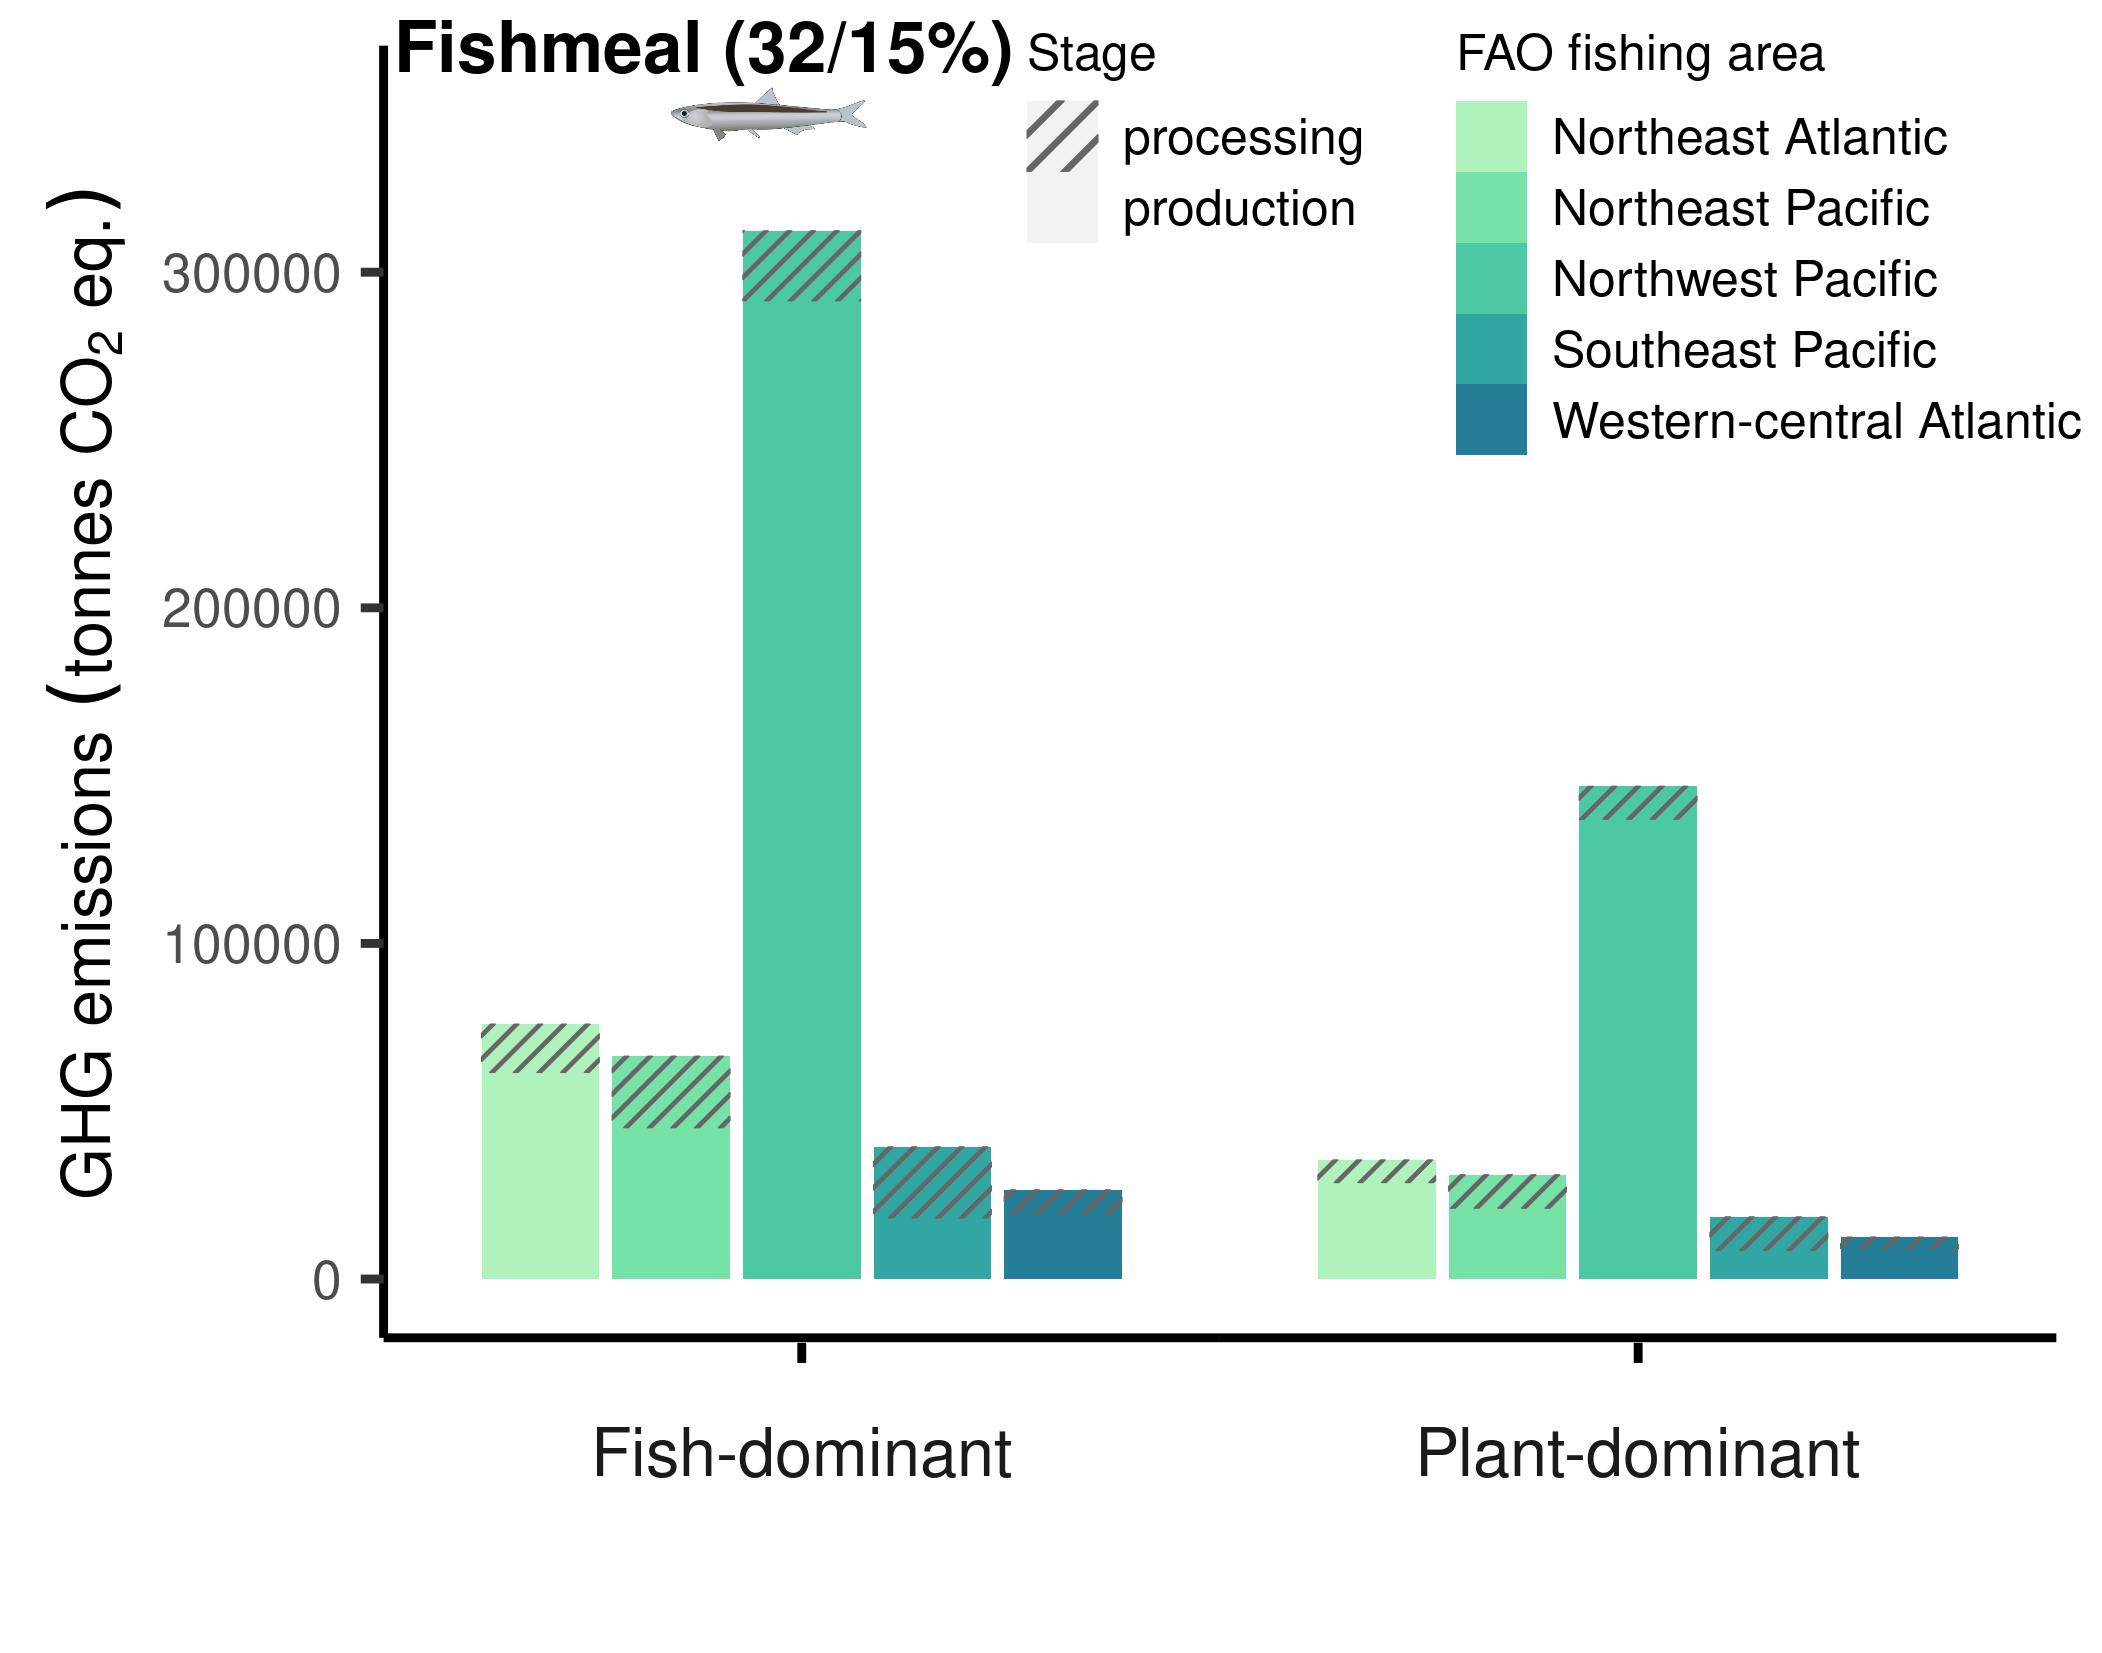 Fishmeal (32/15%)
Stage
processing
production
FAO fishing area
Northeast Atlantic
Northeast Pacific
Northwest Pacific
Southeast Pacific
Western-central Atlantic
GHG emissions (tonnes CO₂ eq.)
300000
200000
100000
0
Fish-dominant
Plant-dominant